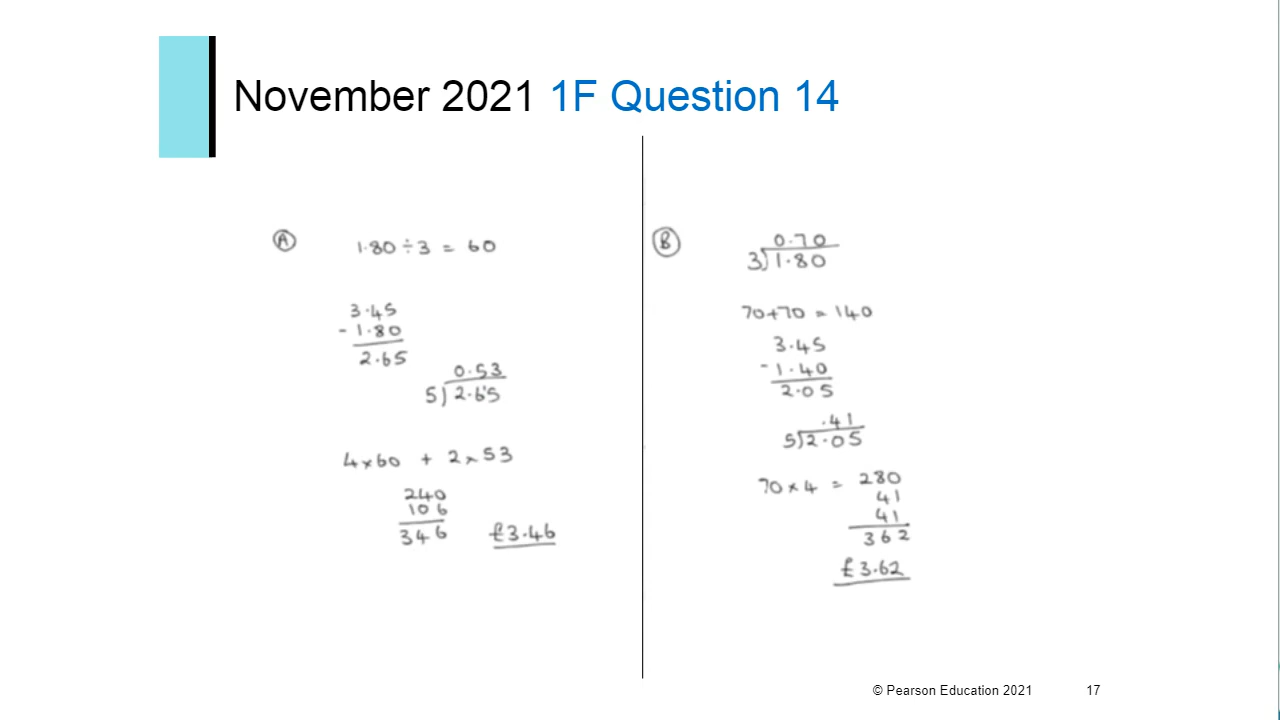 November 2021 1F Question 14
A
1.80 ÷ 3 = 60
3.45
- 1.80
2.65
0.53
5) 2.6¹5
4 × 60 + 2 × 53
240
106
346
£3.46
B
0.70
3) 1.80
70+70 = 140
3.45
- 1.40
2.05
.41
5) 2.05
70 × 4 = 280
41
41
362
£3.62
© Pearson Education 2021 17